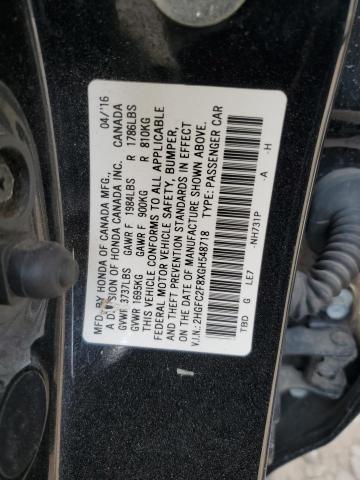 MFD. BY HONDA OF CANADA MFG., 04/'16
A DIVISION OF HONDA CANADA INC. CANADA
GVWR 3737LBS GAWR F 1984LBS R 1786LBS
GVWR 1695KG GAWR F 900KG R 810KG
THIS VEHICLE CONFORMS TO ALL APPLICABLE
FEDERAL MOTOR VEHICLE SAFETY, BUMPER,
AND THEFT PREVENTION STANDARDS IN EFFECT
ON THE DATE OF MANUFACTURE SHOWN ABOVE.
V.I.N.: 2HGFC2F8XGH548718 TYPE: PASSENGER CAR
TBD G LE7 NH731P -A -H